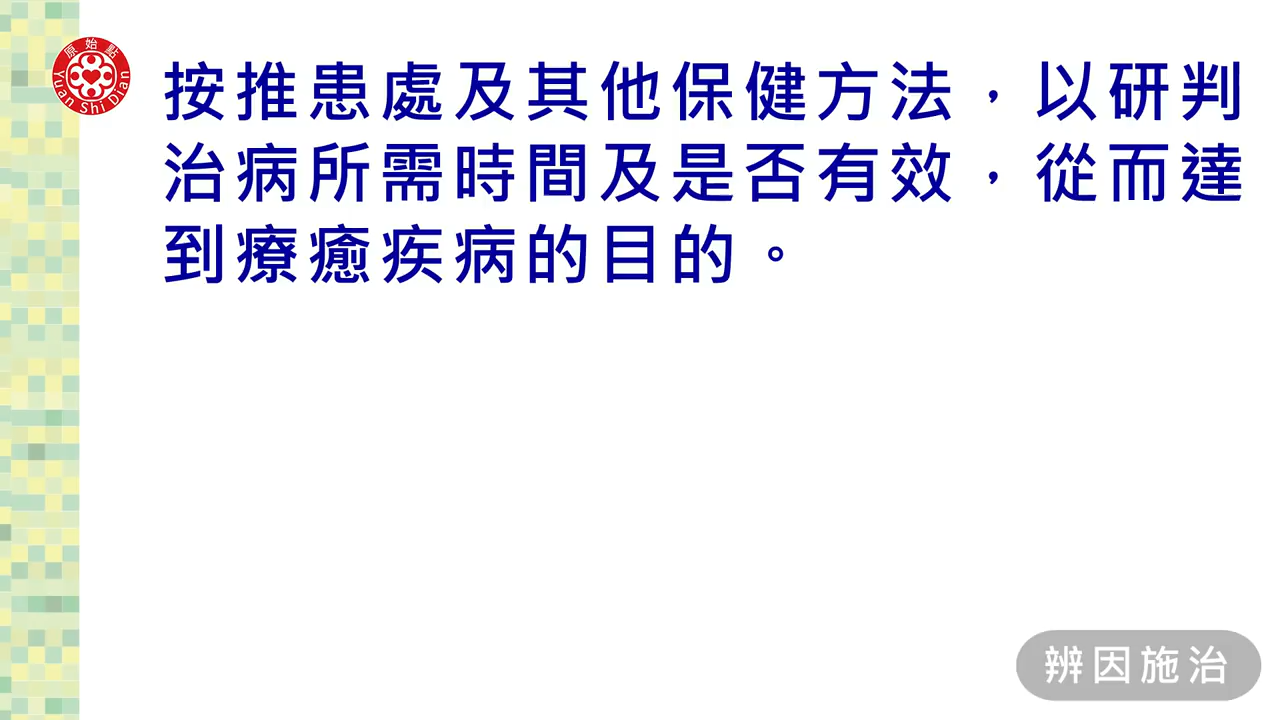 原始點
Yuan Shi Dian
按推患處及其他保健方法，以研判
治病所需時間及是否有效，從而達
到療癒疾病的目的。
辨因施治